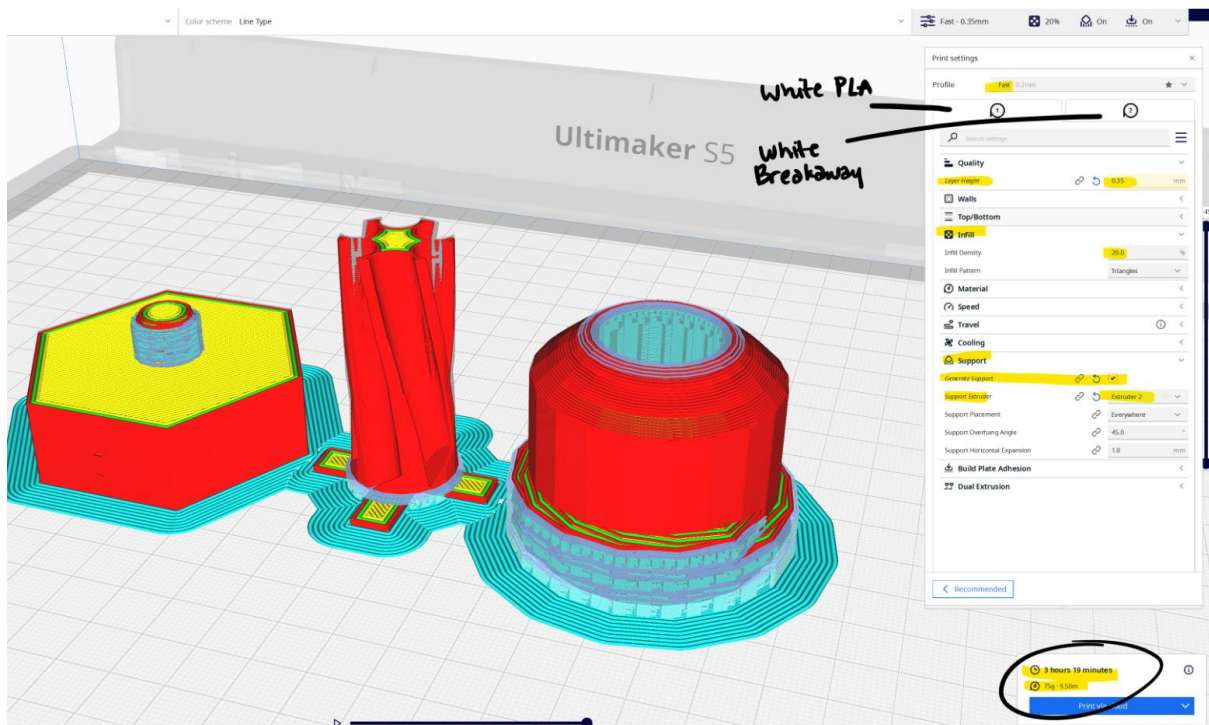 Color scheme Line Type
Fast - 0.35mm 20% On On
Print settings
Profile Fast 0.2mm
1 2
Search settings
Quality
Layer Height 0.35 mm
Walls
Top/Bottom
Infill
Infill Density 20.0 %
Infill Pattern Triangles
Material
Speed
Travel
Cooling
Support
Generate Support
Support Extruder Extruder 2
Support Placement Everywhere
Support Overhang Angle 45.0 °
Support Horizontal Expansion 1.0 mm
Build Plate Adhesion
Dual Extrusion
Recommended
White PLA
White
Breakaway
Ultimaker S5
3 hours 19 minutes
75g · 9.50m
Print via